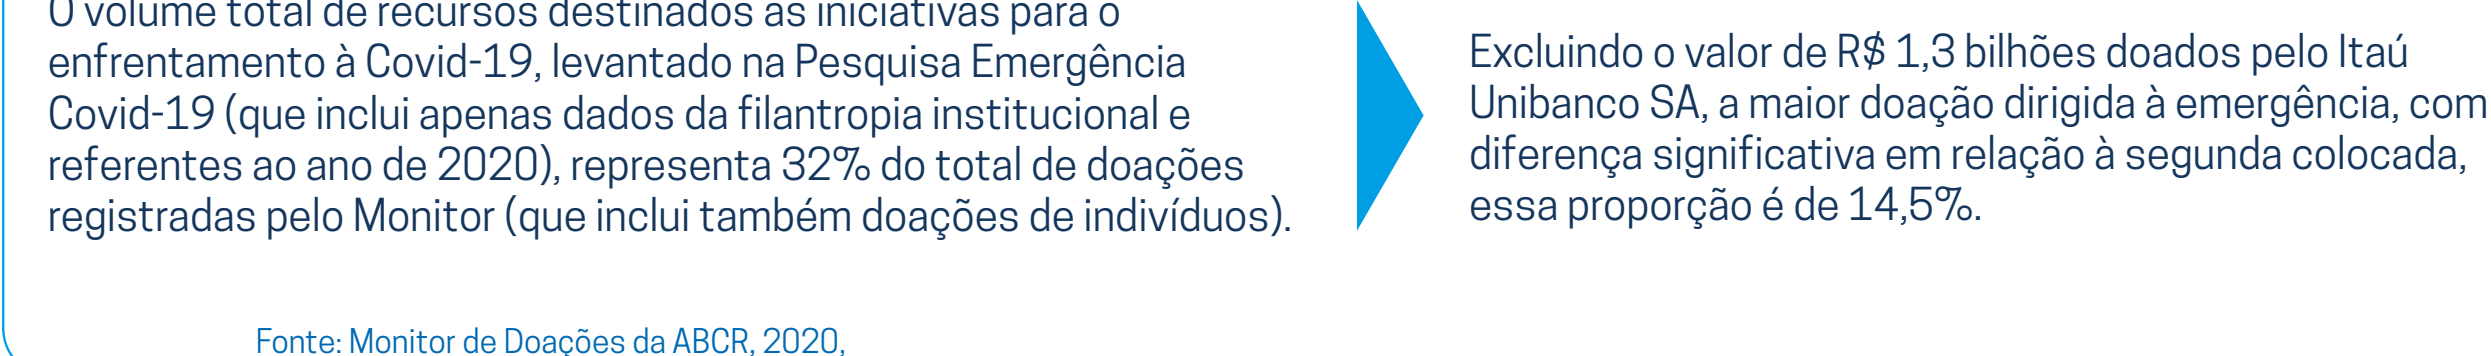 O volume total de recursos destinados às iniciativas para o
enfrentamento à Covid-19, levantado na Pesquisa Emergência
Covid-19 (que inclui apenas dados da filantropia institucional e
referentes ao ano de 2020), representa 32% do total de doações
registradas pelo Monitor (que inclui também doações de indivíduos).
Excluindo o valor de R$ 1,3 bilhões doados pelo Itaú
Unibanco SA, a maior doação dirigida à emergência, com
diferença significativa em relação à segunda colocada,
essa proporção é de 14,5%.
Fonte: Monitor de Doações da ABCR, 2020,